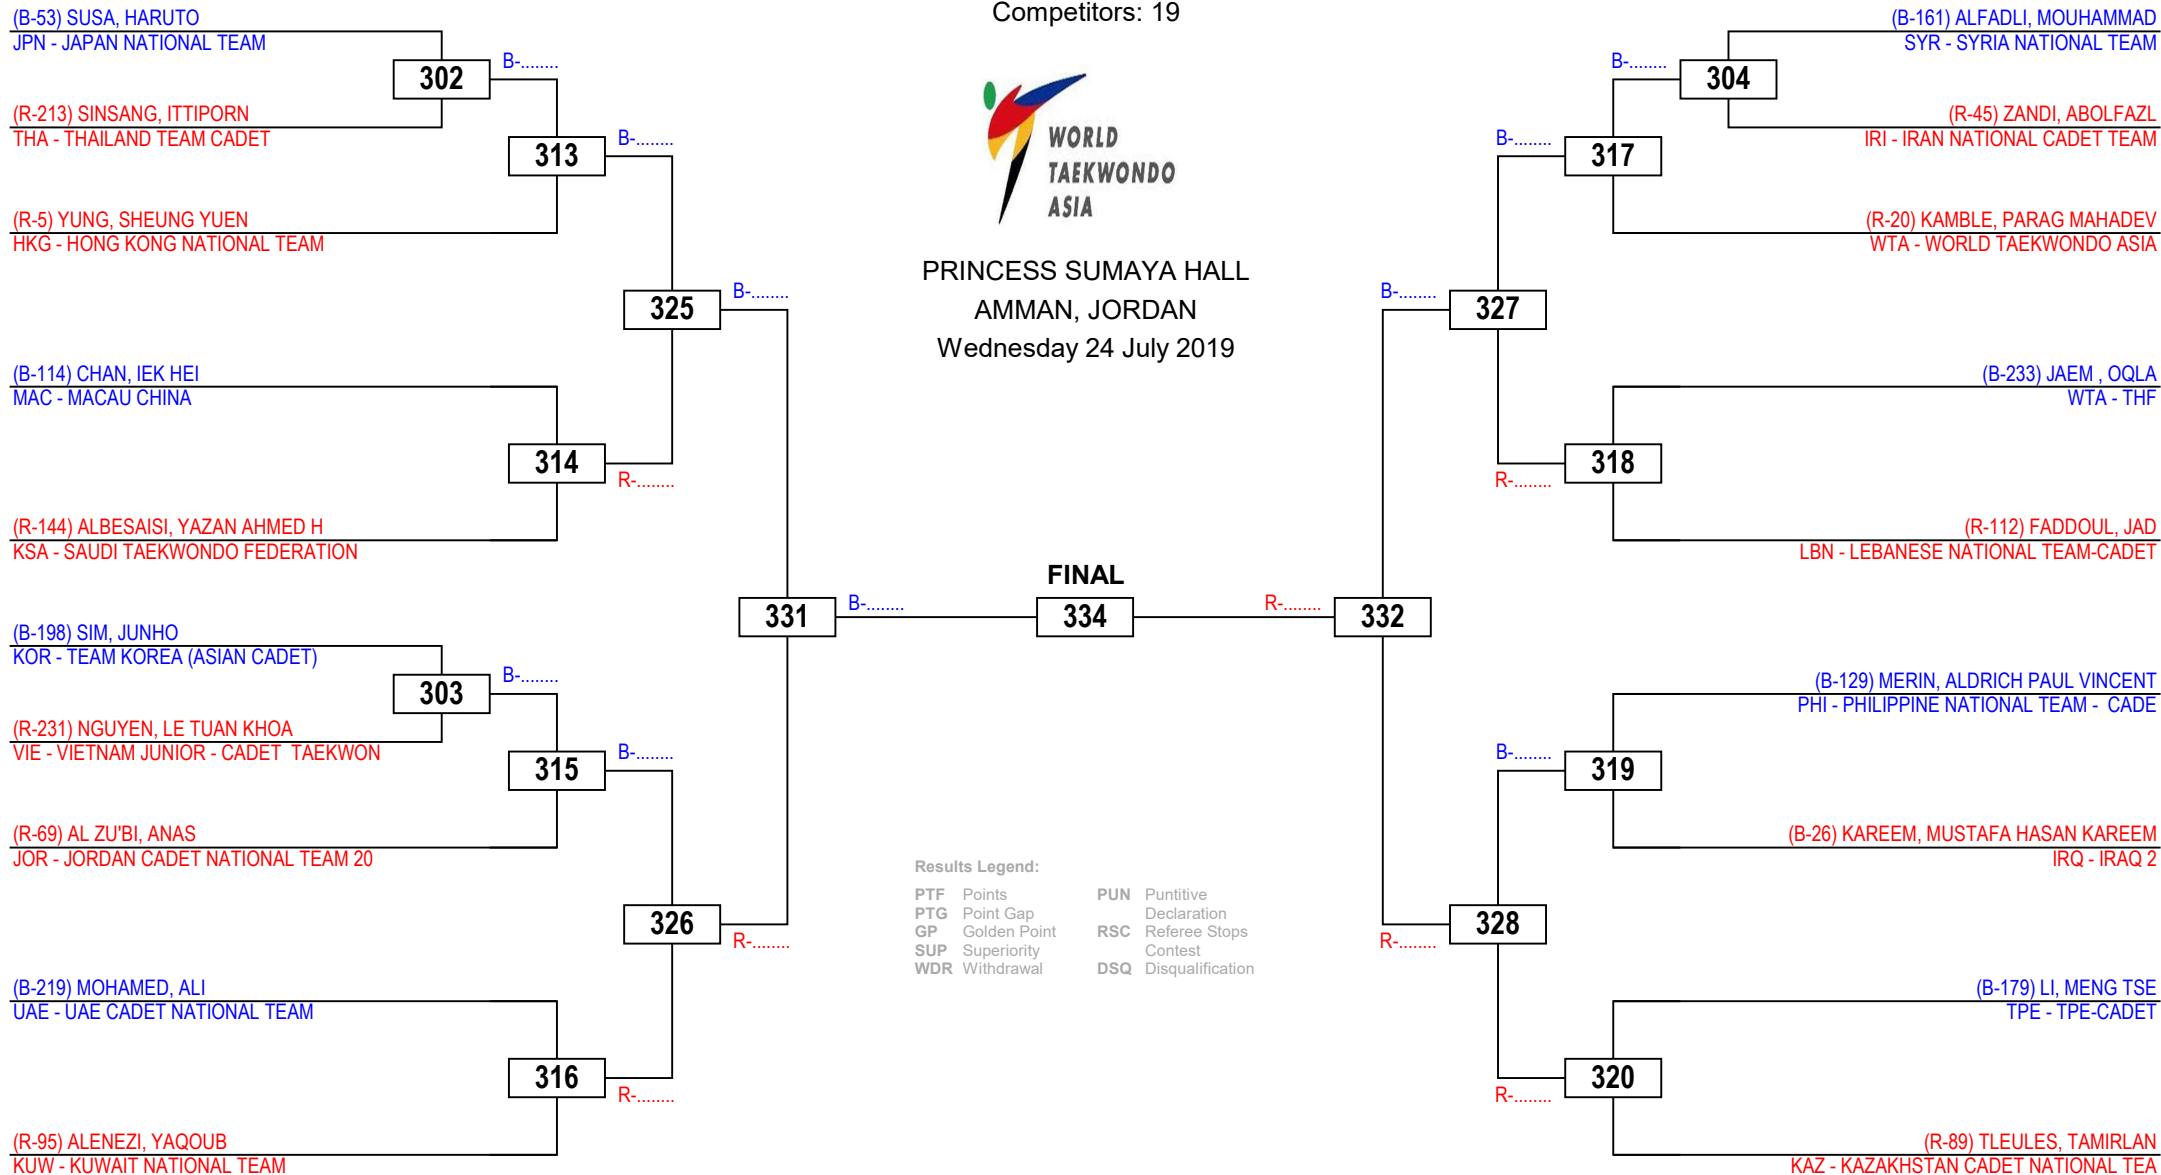 Competitors: 19
WORLD
TAEKWONDO
ASIA
PRINCESS SUMAYA HALL
AMMAN, JORDAN
Wednesday 24 July 2019
(B-53) SUSA, HARUTO
JPN - JAPAN NATIONAL TEAM
302
B-........
(R-213) SINSANG, ITTIPORN
THA - THAILAND TEAM CADET
313
B-........
(R-5) YUNG, SHEUNG YUEN
HKG - HONG KONG NATIONAL TEAM
325
B-........
(B-114) CHAN, IEK HEI
MAC - MACAU CHINA
314
R-........
(R-144) ALBESAISI, YAZAN AHMED H
KSA - SAUDI TAEKWONDO FEDERATION
331
B-........
(B-198) SIM, JUNHO
KOR - TEAM KOREA (ASIAN CADET)
303
B-........
(R-231) NGUYEN, LE TUAN KHOA
VIE - VIETNAM JUNIOR - CADET  TAEKWON
315
B-........
(R-69) AL ZU'BI, ANAS
JOR - JORDAN CADET NATIONAL TEAM 20
326
R-........
(B-219) MOHAMED, ALI
UAE - UAE CADET NATIONAL TEAM
316
R-........
(R-95) ALENEZI, YAQOUB
KUW - KUWAIT NATIONAL TEAM
FINAL
334
(B-161) ALFADLI, MOUHAMMAD
SYR - SYRIA NATIONAL TEAM
B-........
304
(R-45) ZANDI, ABOLFAZL
IRI - IRAN NATIONAL CADET TEAM
B-........
317
(R-20) KAMBLE, PARAG MAHADEV
WTA - WORLD TAEKWONDO ASIA
B-........
327
(B-233) JAEM , OQLA
WTA - THF
318
R-........
(R-112) FADDOUL, JAD
LBN - LEBANESE NATIONAL TEAM-CADET
R-........
332
(B-129) MERIN, ALDRICH PAUL VINCENT
PHI - PHILIPPINE NATIONAL TEAM -  CADE
B-........
319
(B-26) KAREEM, MUSTAFA HASAN KAREEM
IRQ - IRAQ 2
328
R-........
(B-179) LI, MENG TSE
TPE - TPE-CADET
320
R-........
(R-89) TLEULES, TAMIRLAN
KAZ - KAZAKHSTAN CADET NATIONAL TEA
Results Legend:
PTF Points
PTG Point Gap
GP Golden Point
SUP Superiority
WDR Withdrawal
PUN Puntitive
Declaration
RSC Referee Stops
Contest
DSQ Disqualification